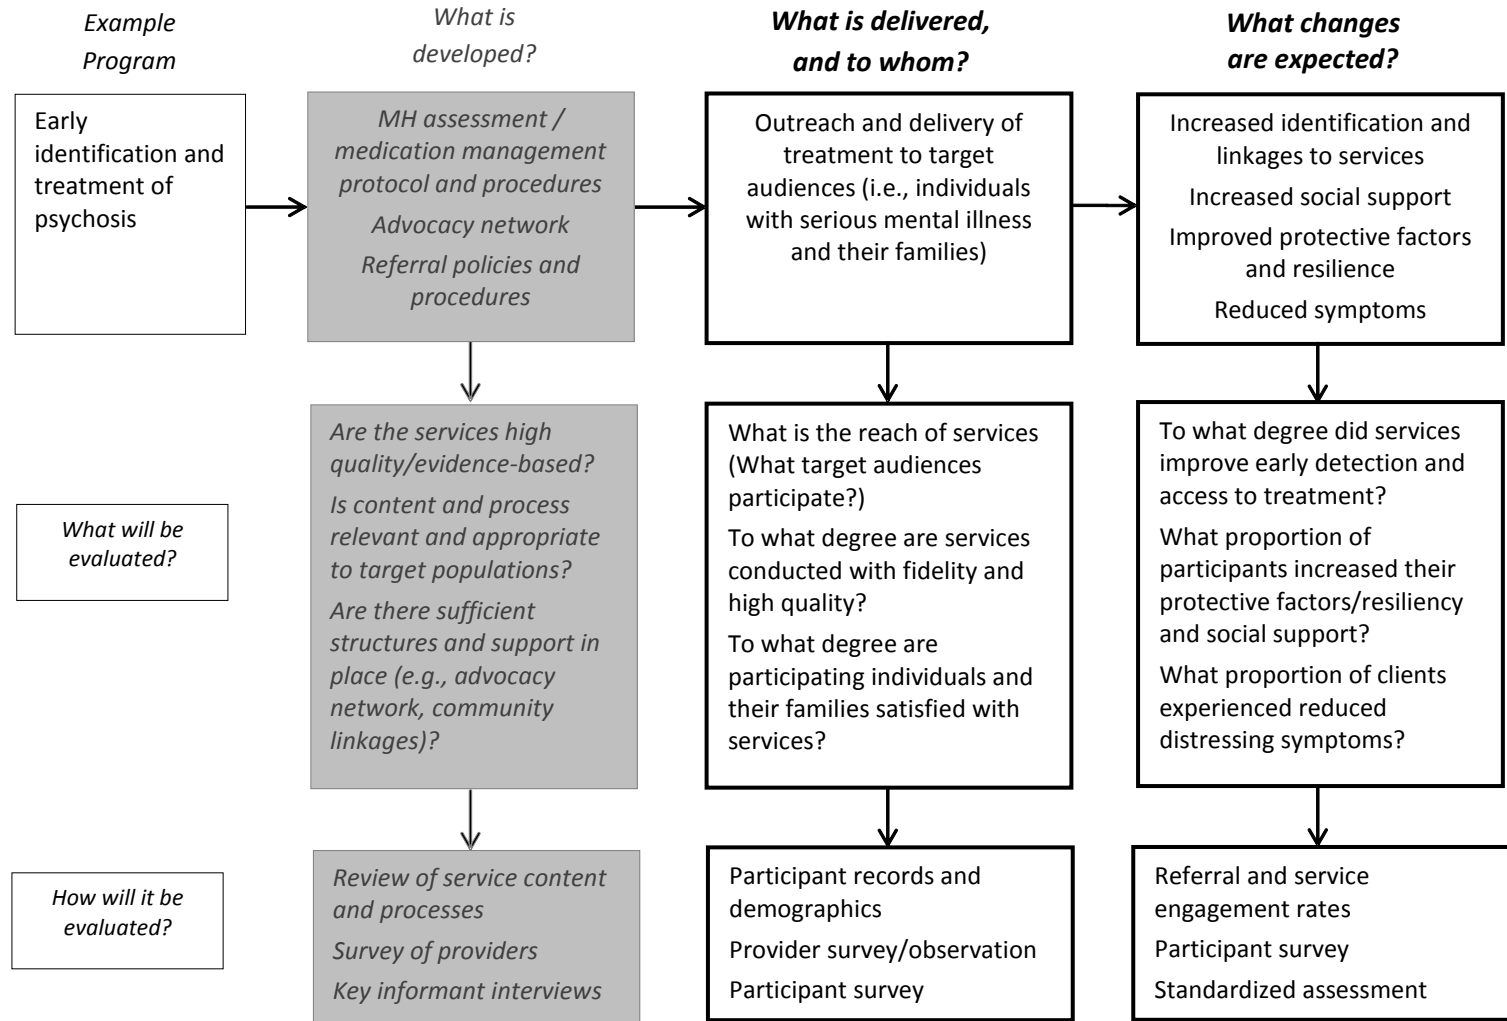 Example
Program
What is
developed?
What is delivered,
and to whom?
What changes
are expected?
Early
identification and
treatment of
psychosis
MH assessment /
medication management
protocol and procedures
Advocacy network
Referral policies and
procedures
Outreach and delivery of
treatment to target
audiences (i.e., individuals
with serious mental illness
and their families)
Increased identification and
linkages to services
Increased social support
Improved protective factors
and resilience
Reduced symptoms
What will be
evaluated?
Are the services high
quality/evidence-based?
Is content and process
relevant and appropriate
to target populations?
Are there sufficient
structures and support in
place (e.g., advocacy
network, community
linkages)?
What is the reach of services
(What target audiences
participate?)
To what degree are services
conducted with fidelity and
high quality?
To what degree are
participating individuals and
their families satisfied with
services?
To what degree did services
improve early detection and
access to treatment?
What proportion of
participants increased their
protective factors/resiliency
and social support?
What proportion of clients
experienced reduced
distressing symptoms?
How will it be
evaluated?
Review of service content
and processes
Survey of providers
Key informant interviews
Participant records and
demographics
Provider survey/observation
Participant survey
Referral and service
engagement rates
Participant survey
Standardized assessment